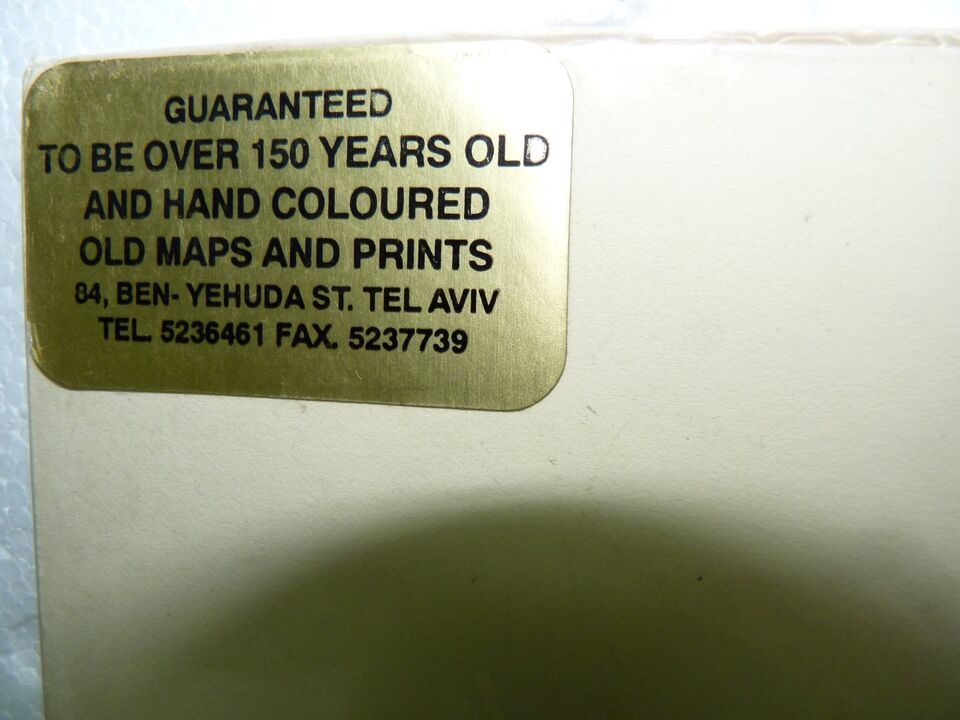 GUARANTEED
TO BE OVER 150 YEARS OLD
AND HAND COLOURED
OLD MAPS AND PRINTS
84, BEN- YEHUDA ST. TEL AVIV
TEL. 5236461 FAX. 5237739